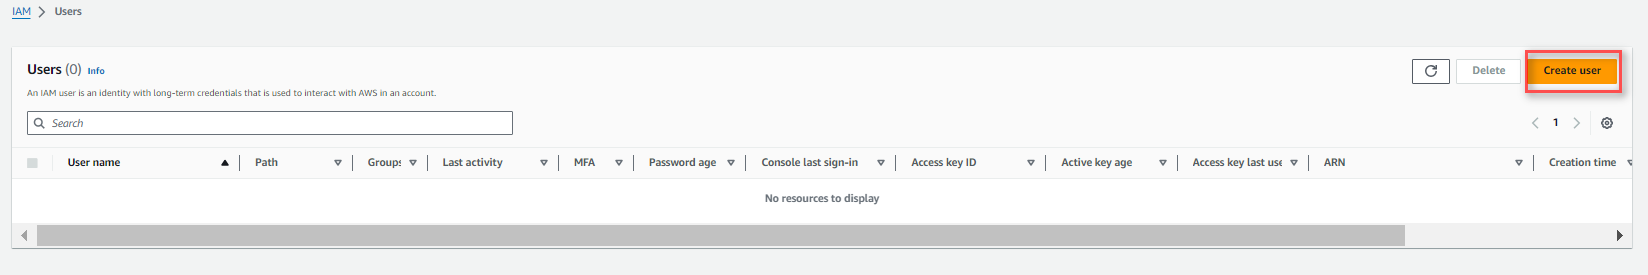 IAM > Users
Users (0) Info
Delete
Create user
An IAM user is an identity with long-term credentials that is used to interact with AWS in an account.
Search
1
User name Path Groups Last activity MFA Password age Console last sign-in Access key ID Active key age Access key last use ARN Creation time
No resources to display